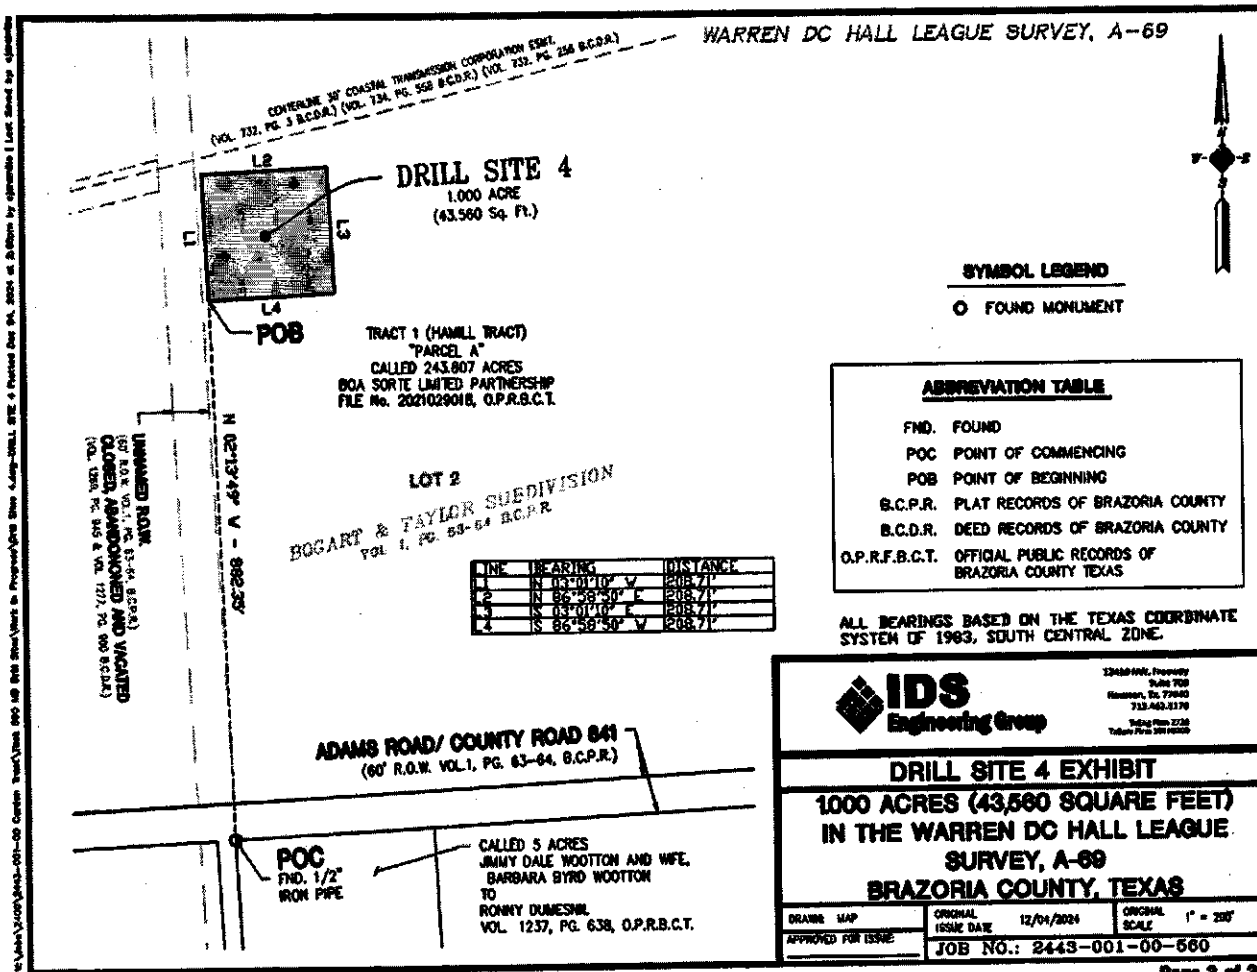 WARREN DC HALL LEAGUE SURVEY, A-69
CENTERLINE 30' COASTAL TRANSMISSION CORPORATION ESMT.
(VOL. 732, PG. 3 B.C.D.R.) (VOL. 734, PG. 558 B.C.D.R.) (VOL. 732, PG. 256 B.C.D.R.)
L2
DRILL SITE 4
1.000 ACRE
(43,560 Sq. Ft.)
L1
L3
L4
POB
TRACT 1 (HAMILL TRACT)
"PARCEL A"
CALLED 243.807 ACRES
BOA SORTE LIMITED PARTNERSHIP
FILE No. 2021029018, O.P.R.B.C.T.
UNNAMED R.O.W.
(60' R.O.W. VOL.1, PG. 63-64 B.C.P.R.)
CLOSED, ABANDONED AND VACATED
N 02°13'49" W - 882.35'
LOT 2
BOGART & TAYLOR SUBDIVISION
VOL 1, PG. 63-64 B.C.P.R
LINE BEARING DISTANCE
L1 N 03°01'10" W 208.71'
L2 N 86°58'50" E 208.71'
L3 S 03°01'10" E 208.71'
L4 S 86°58'50" W 208.71'
ADAMS ROAD/ COUNTY ROAD 641
(60' R.O.W. VOL.1, PG. 63-64, B.C.P.R.)
POC
FND. 1/2"
IRON PIPE
CALLED 5 ACRES
JIMMY DALE WOOTTON AND WIFE,
BARBARA BYRD WOOTTON
TO
RONNY DUMESNIL
VOL. 1237, PG. 638, O.P.R.B.C.T.
N
W
E
S
SYMBOL LEGEND
FOUND MONUMENT
ABBREVIATION TABLE
FND. FOUND
POC POINT OF COMMENCING
POB POINT OF BEGINNING
B.C.P.R. PLAT RECORDS OF BRAZORIA COUNTY
B.C.D.R. DEED RECORDS OF BRAZORIA COUNTY
O.P.R.F.B.C.T. OFFICIAL PUBLIC RECORDS OF
BRAZORIA COUNTY TEXAS
ALL BEARINGS BASED ON THE TEXAS COORDINATE
SYSTEM OF 1983, SOUTH CENTRAL ZONE.
IDS
Engineering Group
DRILL SITE 4 EXHIBIT
1.000 ACRES (43,560 SQUARE FEET)
IN THE WARREN DC HALL LEAGUE
SURVEY, A-69
BRAZORIA COUNTY, TEXAS
DRAWN: MAP
ORIGINAL
ISSUE DATE 12/04/2024
ORIGINAL
SCALE 1" = 200'
APPROVED FOR ISSUE
JOB NO.: 2443-001-00-560